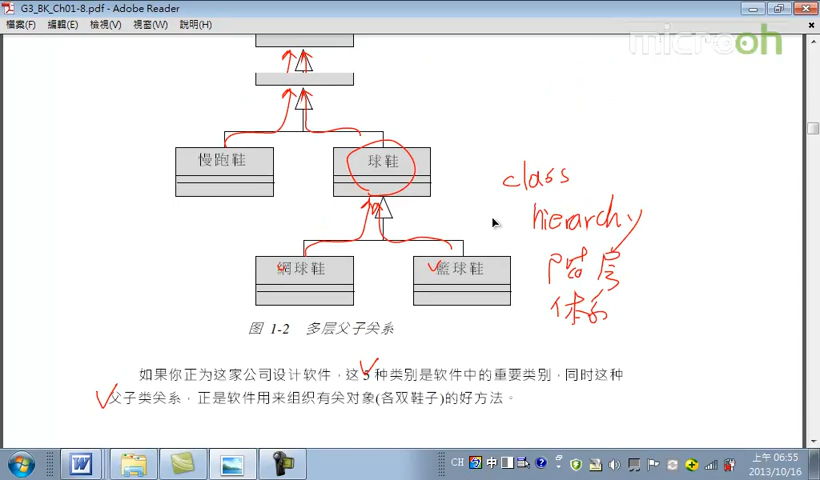 G3_BK_Ch01-8.pdf - Adobe Reader
檔案(F) 編輯(E) 檢視(V) 視窗(W) 說明(H)
microoh
慢跑鞋
球鞋
class
hierarchy
階层
体系
網球鞋
籃球鞋
图 1-2 多层父子关系
如果你正为这家公司设计软件，这 5 种类别是软件中的重要类别，同时这种
父子类关系，正是软件用来组织有关对象(各双鞋子)的好方法。
CH
中
上午 06:55
2013/10/16